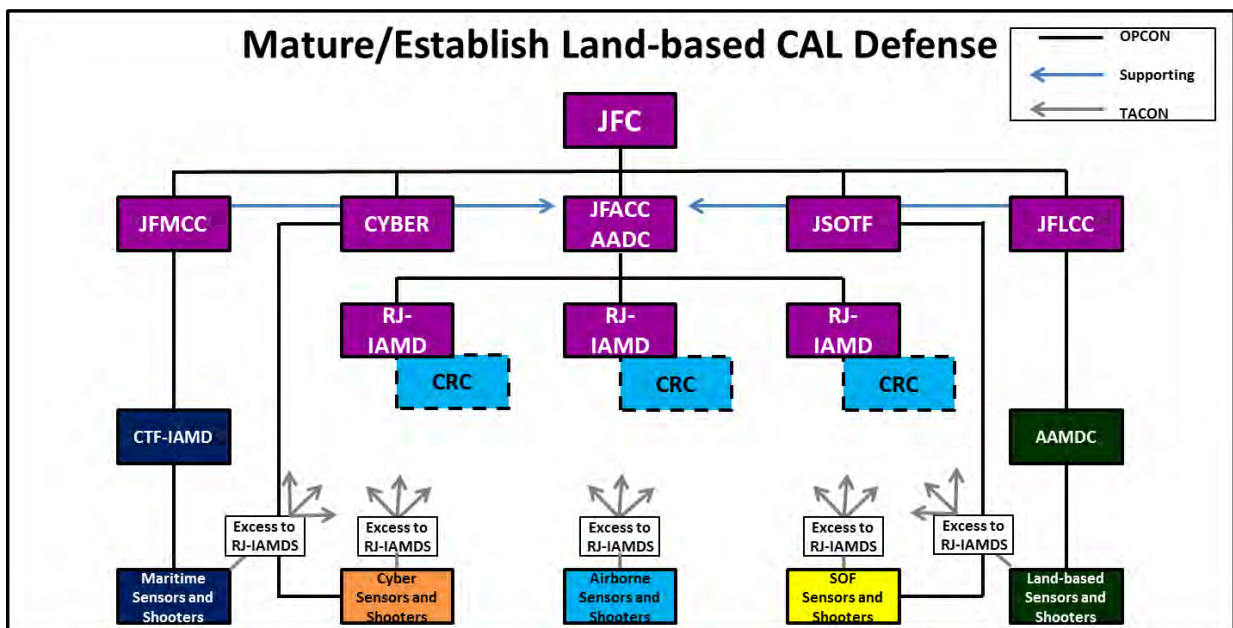 Mature/Establish Land-based CAL Defense
OPCON
Supporting
TACON
JFC
JFMCC
CYBER
JFACC
AADC
JSOTF
JFLCC
RJ-
IAMD
RJ-
IAMD
RJ-
IAMD
CRC
CRC
CRC
CTF-IAMD
AAMDC
Excess to
RJ-IAMDS
Excess to
RJ-IAMDS
Excess to
RJ-IAMDS
Excess to
RJ-IAMDS
Excess to
RJ-IAMDS
Maritime
Sensors and
Shooters
Cyber
Sensors and
Shooters
Airborne
Sensors and
Shooters
SOF
Sensors and
Shooters
Land-based
Sensors and
Shooters